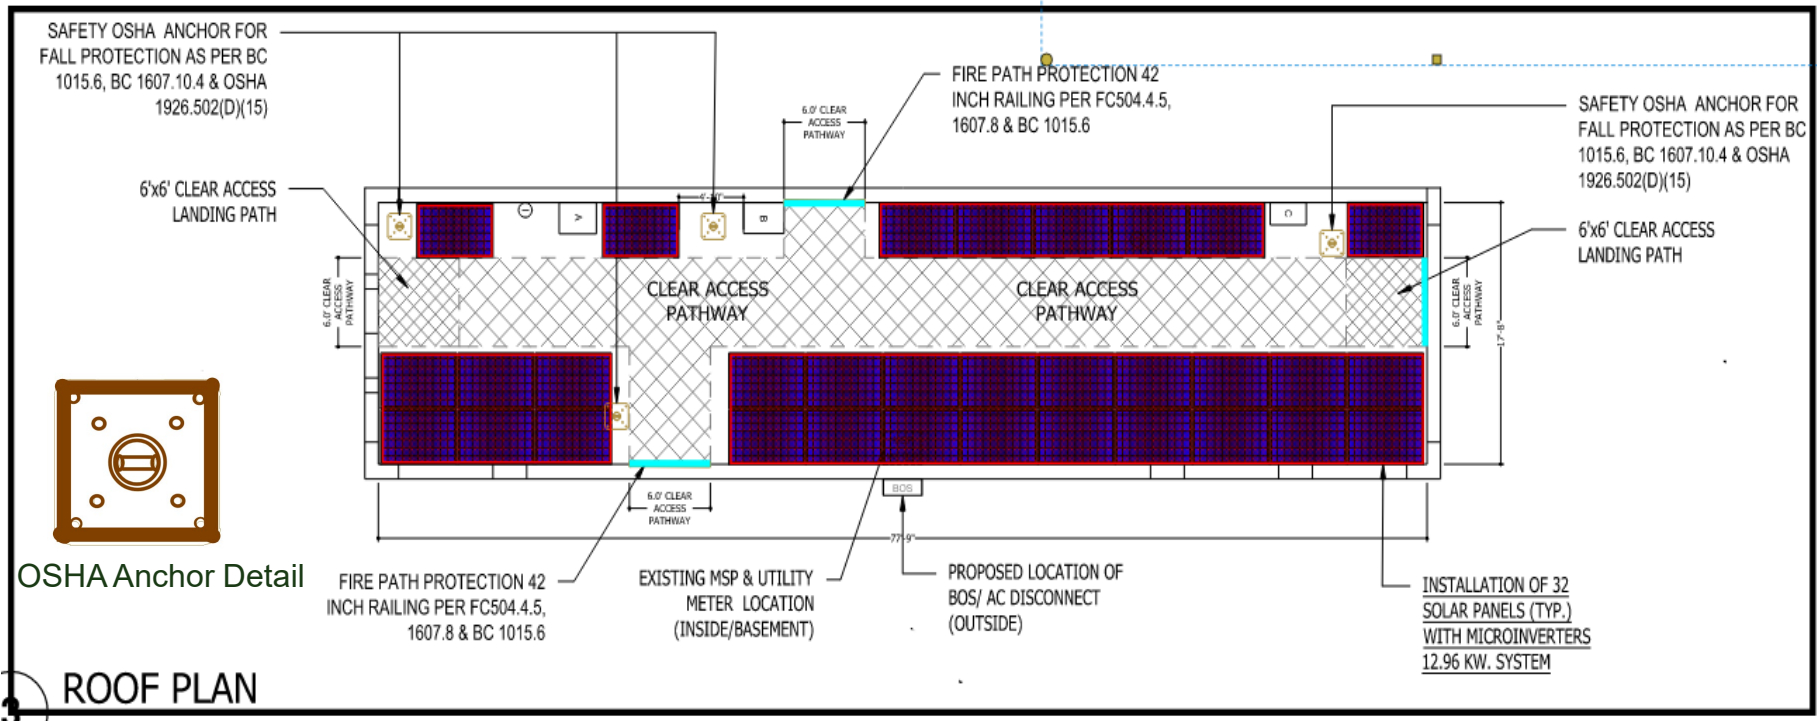 SAFETY OSHA ANCHOR FOR
FALL PROTECTION AS PER BC
1015.6, BC 1607.10.4 & OSHA
1926.502(D)(15)
FIRE PATH PROTECTION 42
INCH RAILING PER FC504.4.5,
1607.8 & BC 1015.6
6.0' CLEAR
ACCESS
PATHWAY
SAFETY OSHA ANCHOR FOR
FALL PROTECTION AS PER BC
1015.6, BC 1607.10.4 & OSHA
1926.502(D)(15)
6'x6' CLEAR ACCESS
LANDING PATH
A
B
C
6'x6' CLEAR ACCESS
LANDING PATH
6.0' CLEAR
ACCESS
PATHWAY
CLEAR ACCESS
PATHWAY
CLEAR ACCESS
PATHWAY
6.0' CLEAR
ACCESS
PATHWAY
17'-8"
BOS
6.0' CLEAR
ACCESS
PATHWAY
77'-9"
OSHA Anchor Detail
FIRE PATH PROTECTION 42
INCH RAILING PER FC504.4.5,
1607.8 & BC 1015.6
EXISTING MSP & UTILITY
METER LOCATION
(INSIDE/BASEMENT)
PROPOSED LOCATION OF
BOS/ AC DISCONNECT
(OUTSIDE)
INSTALLATION OF 32
SOLAR PANELS (TYP.)
WITH MICROINVERTERS
12.96 KW. SYSTEM
ROOF PLAN
3